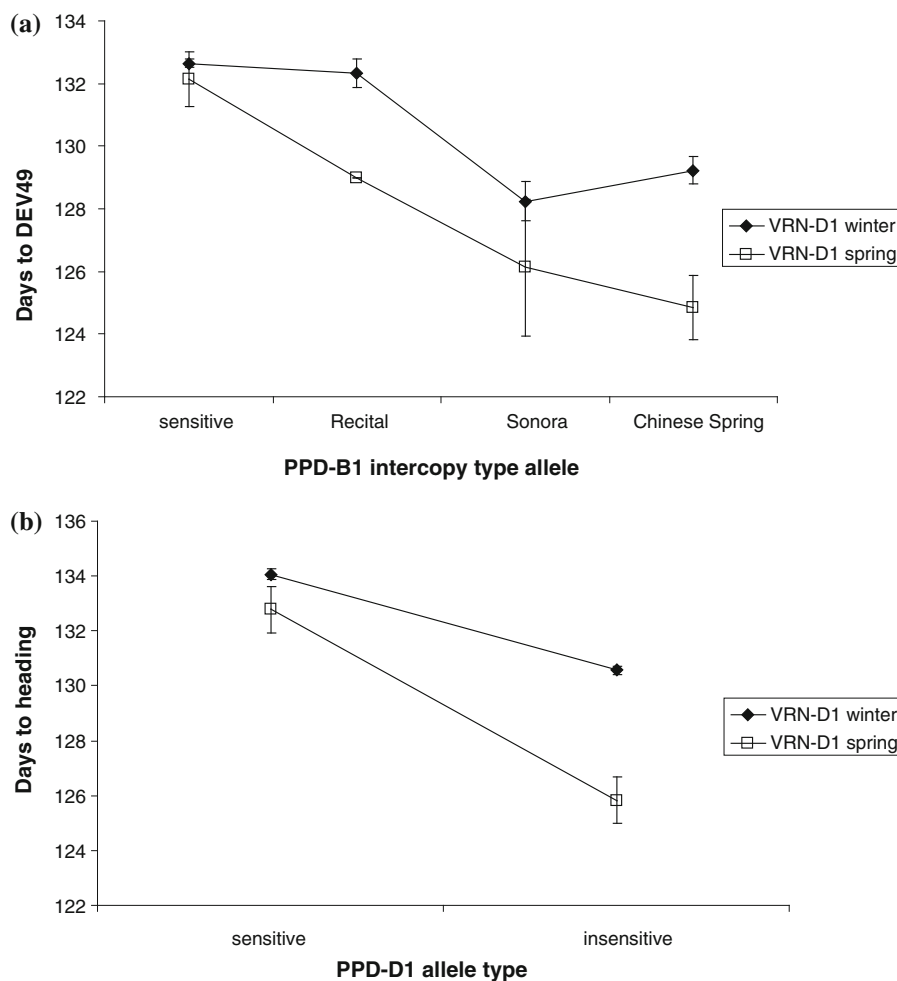 (a)
134
132
130
128
126
124
122
Days to DEV49
sensitive Recital Sonora Chinese Spring
PPD-B1 intercopy type allele
VRN-D1 winter
VRN-D1 spring
(b)
136
134
132
130
128
126
124
122
Days to heading
sensitive insensitive
PPD-D1 allele type
VRN-D1 winter
VRN-D1 spring